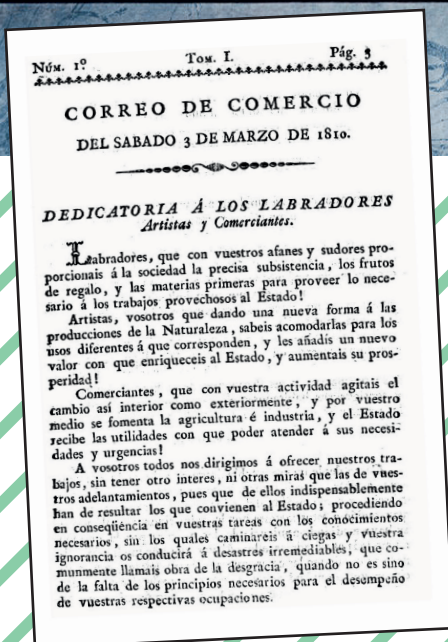 Núm. 1º Tom. I. Pág. 3
CORREO DE COMERCIO
DEL SABADO 3 DE MARZO DE 1810.
DEDICATORIA Á LOS LABRADORES
Artistas y Comerciantes.
Labradores, que con vuestros afanes y sudores pro-
porcionais á la sociedad la precisa subsistencia, los frutos
de regalo, y las materias primeras para proveer lo nece-
sario á los trabajos provechosos al Estado!
Artistas, vosotros que dando una nueva forma á las
producciones de la Naturaleza, sabeis acomodarlas para los
usos diferentes á que corresponden, y les añadís un nuevo
valor con que enriqueceis al Estado, y aumentais su pros-
peridad!
Comerciantes, que con vuestra actividad agitais el
cambio así interior como exteriormente, y por vuestro
medio se fomenta la agricultura é industria, y el Estado
recibe las utilidades con que poder atender á sus necesi-
dades y urgencias!
A vosotros todos nos dirigimos á ofrecer nuestros tra-
bajos, sin tener otro interes, ni otras miras que las de vues-
tros adelantamientos, pues que de ellos indispensablemente
han de resultar los que convienen al Estado; procediendo
en conseqüencia en vuestras tareas con los conocimientos
necesarios, sin los quales caminareis á ciegas y vuestra
ignorancia os conducirá á desastres irremediables, que co-
munmente llamais obra de la desgracia, quando no es sino
de la falta de los principios necesarios para el desempeño
de vuestras respectivas ocupaciones.